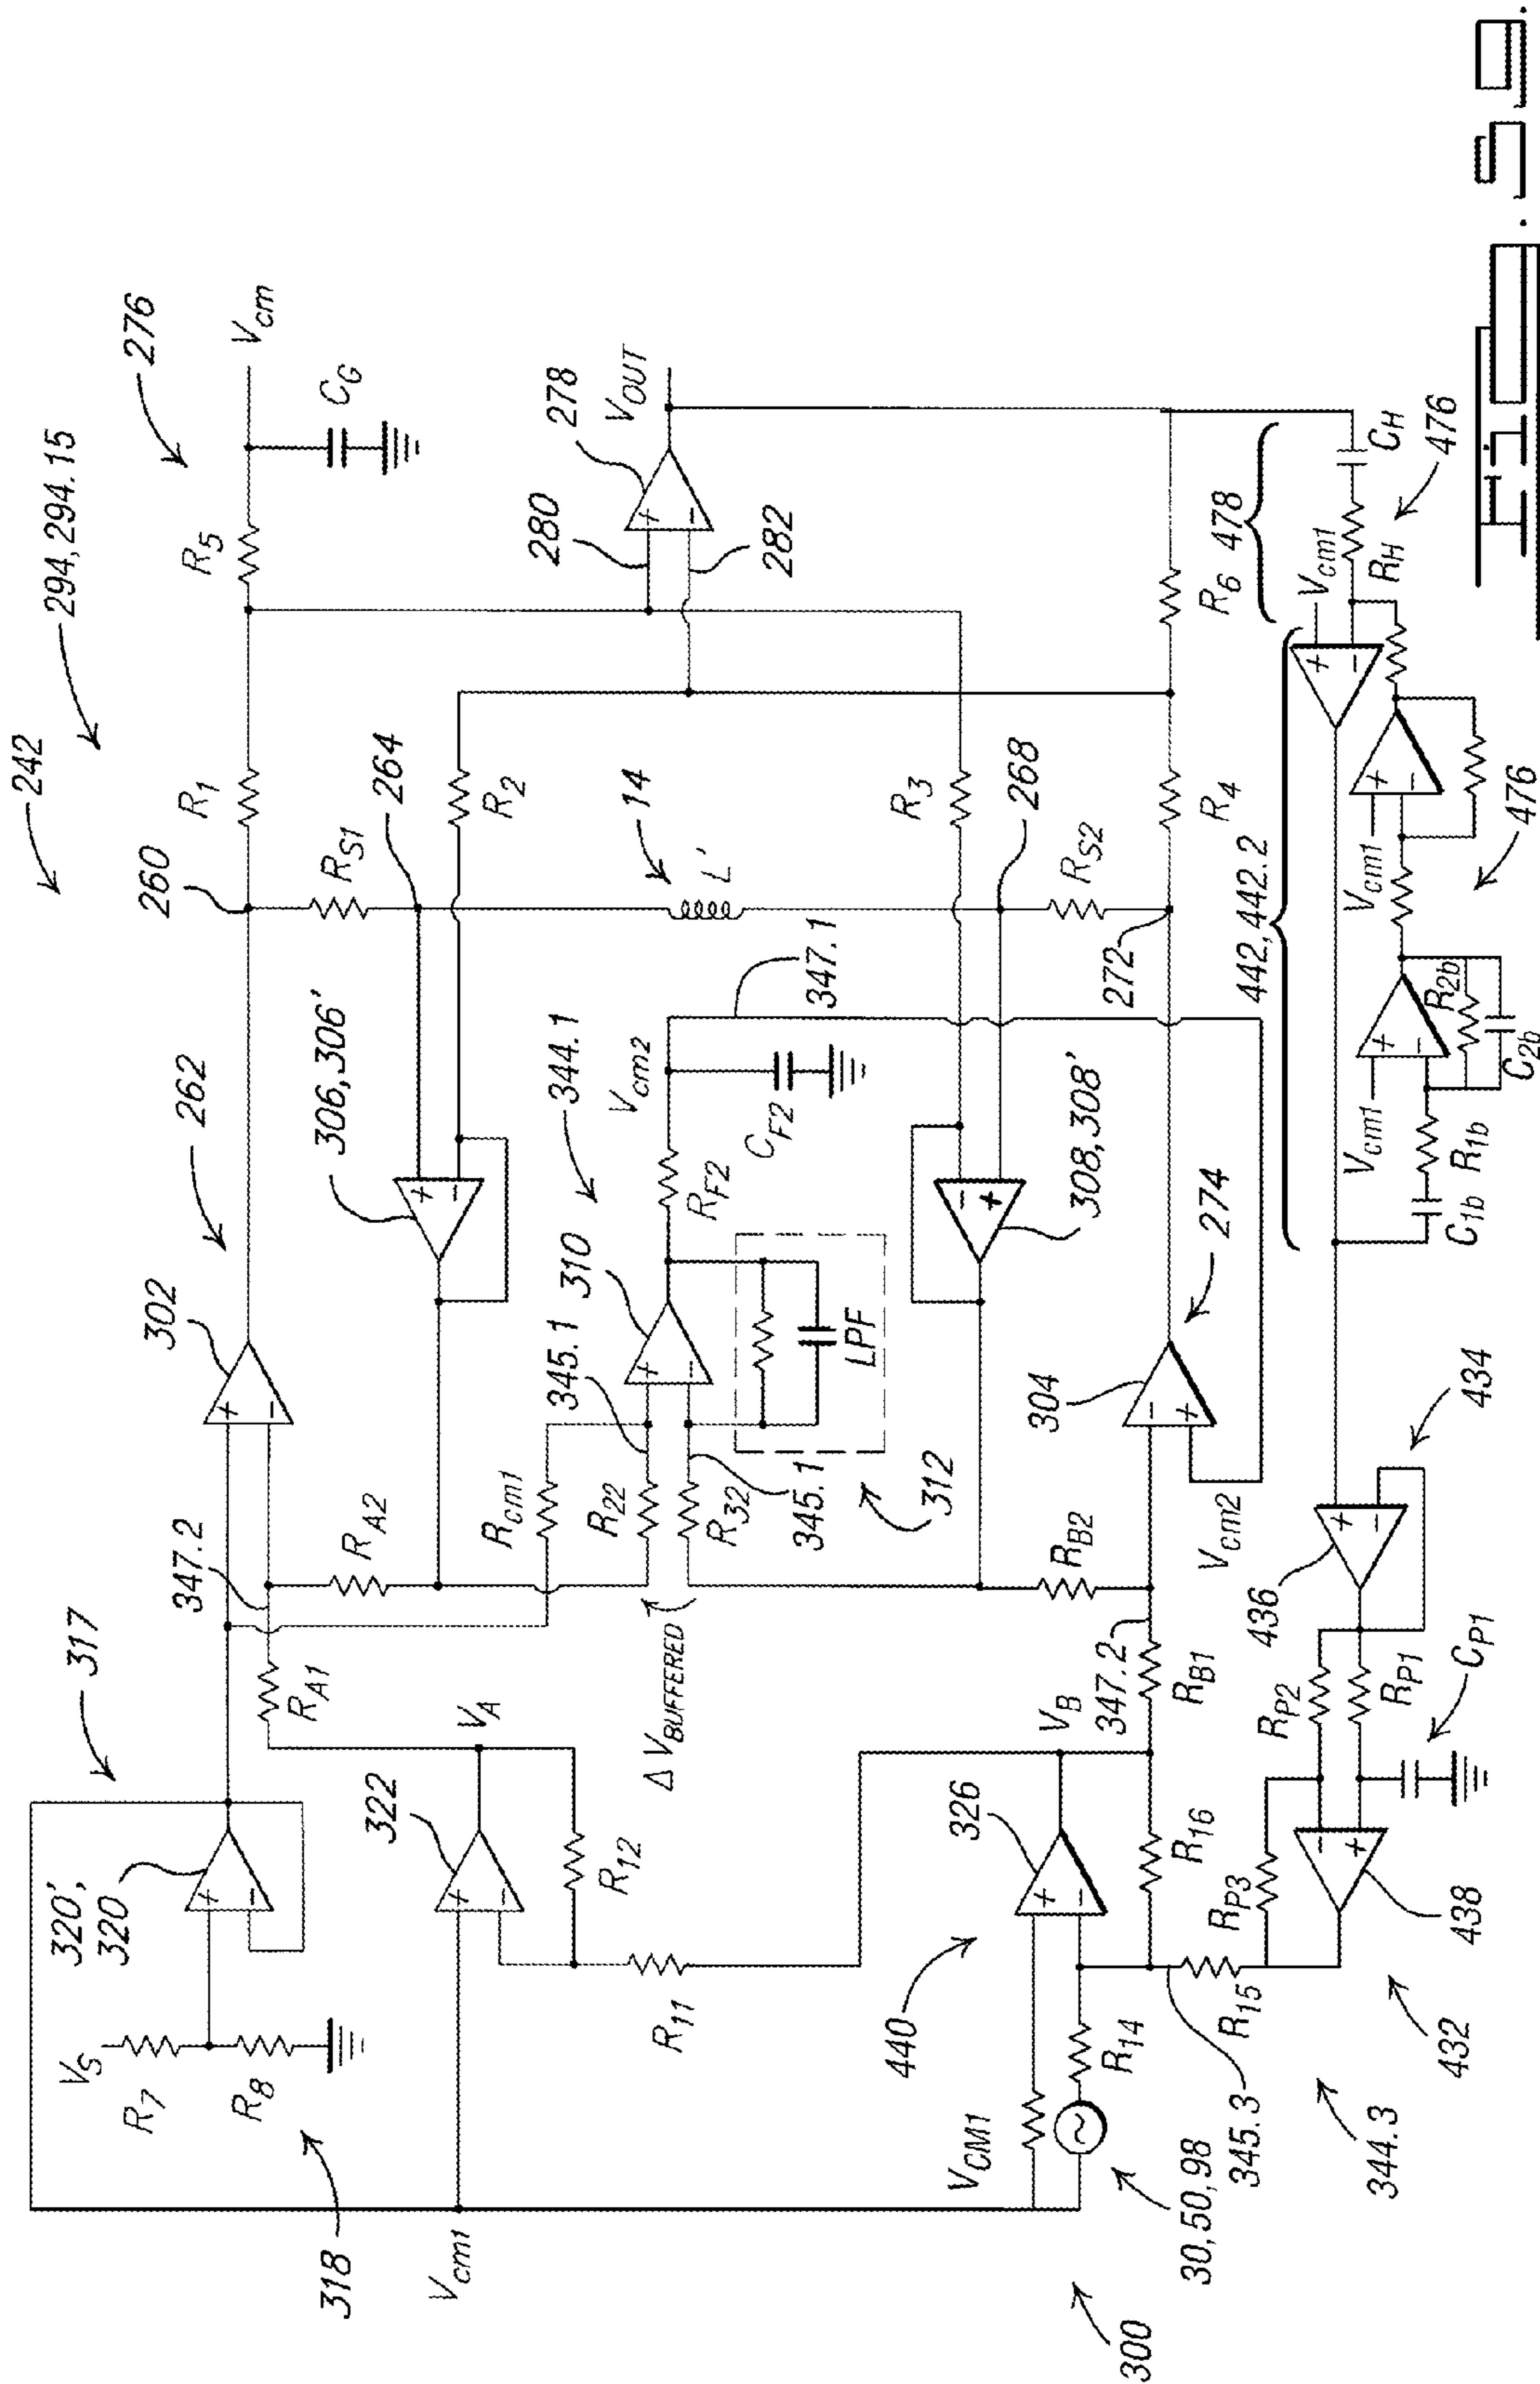 242
294,294.15
276
Vcm
CG
R5
R1
260
RS1
264
R2
14
L'
R3
268
RS2
R4
272
R6
280
278
VOUT
282
478
CH
RH
476
Vcm1
442,442.2
476
Vcm1
R2b
C2b
Vcm1
C1b
R1b
262
302
306,306'
344.1
347.1
Vcm2
CF2
RF2
310
345.1
LPF
308,308'
274
304
312
345.1
R32
R22
Rcm1
RA2
347.2
ΔVBUFFERED
RB2
Vcm2
434
436
CP1
RP2
RP1
317
RA1
VA
VB
347.2
RB1
320',
320
322
R12
326
R16
RP3
438
VS
R7
R8
318
R11
440
R14
R15
345.3
432
344.3
VCM1
Vcm1
30,50,98
300